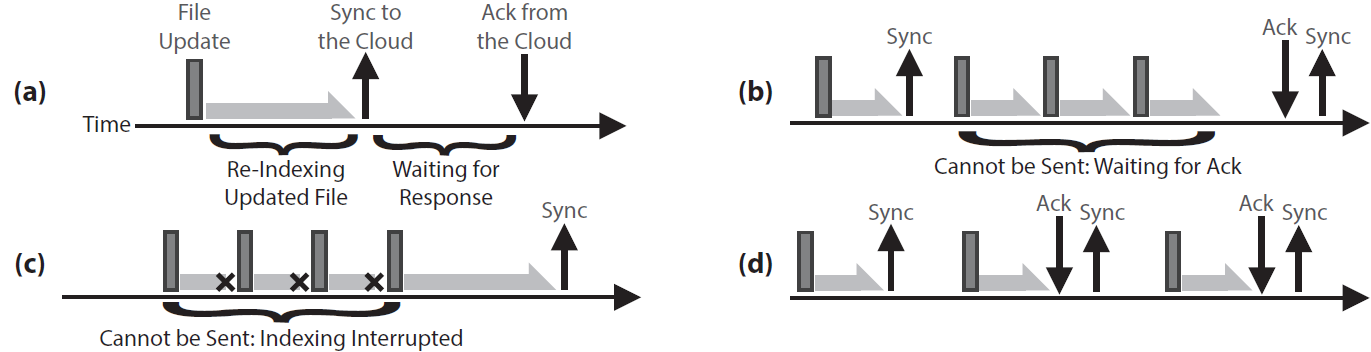 File
Update
Sync to
the Cloud
Ack from
the Cloud
(a)
Time
Re-Indexing
Updated File
Waiting for
Response
(b)
Sync
Ack
Sync
Cannot be Sent: Waiting for Ack
(c)
Sync
Cannot be Sent: Indexing Interrupted
(d)
Sync
Ack
Sync
Ack
Sync